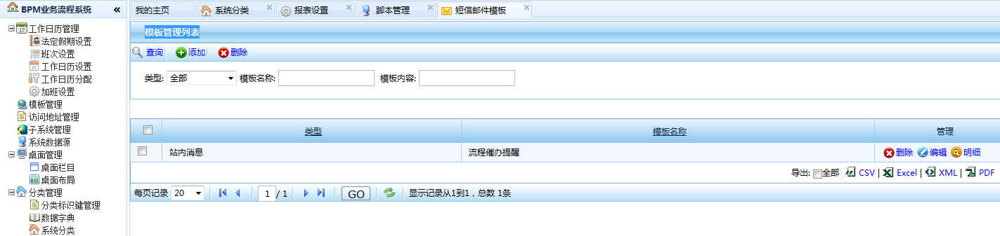 BPM业务流程系统 «
工作日历管理
法定假期设置
班次设置
工作日历设置
工作日历分配
加班设置
模板管理
访问地址管理
子系统管理
系统数据源
桌面管理
桌面栏目
桌面布局
分类管理
分类标识键管理
数据字典
系统分类
我的主页 系统分类 报表设置 脚本管理 短信邮件模板
模板管理列表
查询 添加 删除
类型: 全部 模板名称: 模板内容:
类型 模板名称 管理
站内消息 流程催办提醒 删除 编辑 明细
导出: 全部 CSV | Excel | XML | PDF
每页记录 20 1 / 1 GO 显示记录从1到1，总数 1条